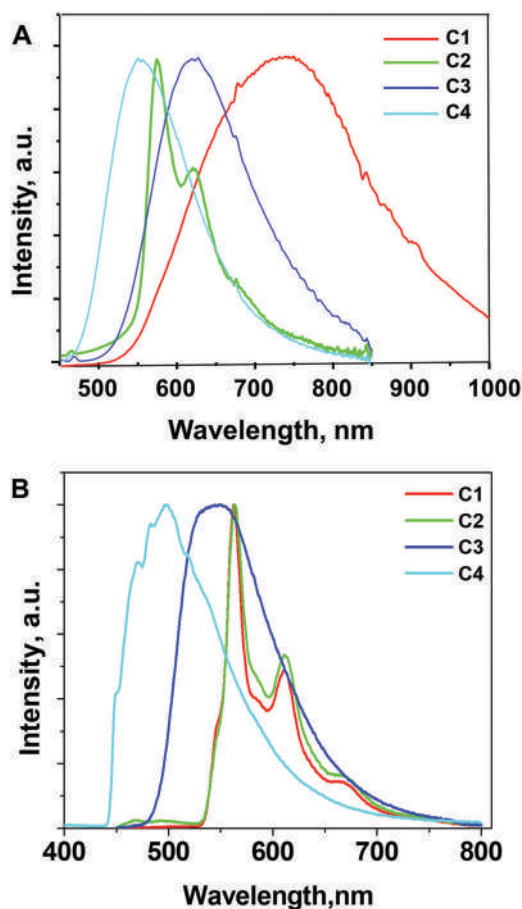 A
C1
C2
C3
C4
Intensity, a.u.
500 600 700 800 900 1000
Wavelength, nm
B
C1
C2
C3
C4
Intensity, a.u.
400 500 600 700 800
Wavelength,nm